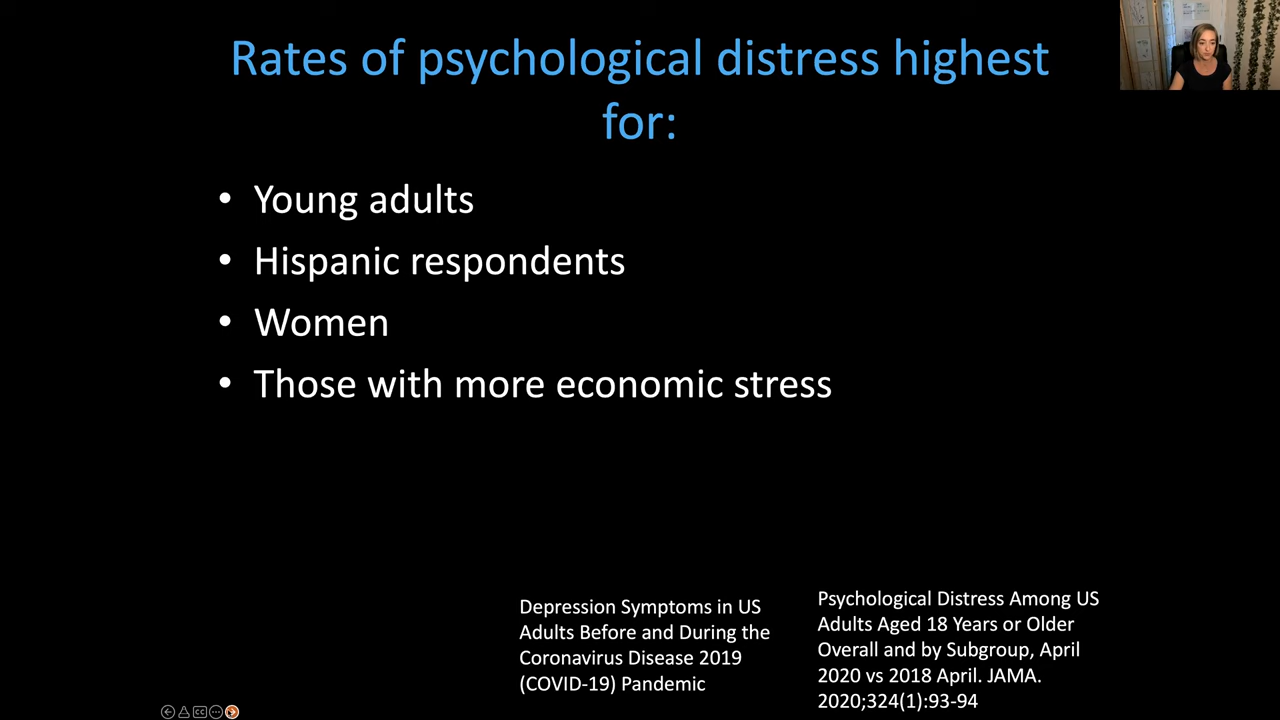 Rates of psychological distress highest
for:
• Young adults
• Hispanic respondents
• Women
• Those with more economic stress
Depression Symptoms in US
Adults Before and During the
Coronavirus Disease 2019
(COVID-19) Pandemic
Psychological Distress Among US
Adults Aged 18 Years or Older
Overall and by Subgroup, April
2020 vs 2018 April. JAMA.
2020;324(1):93-94